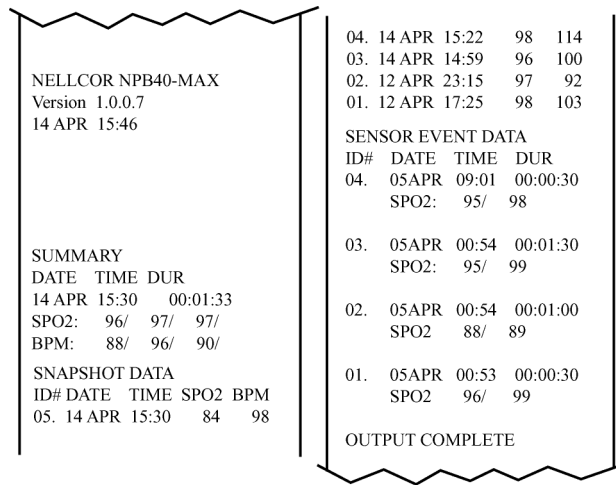 NELLCOR NPB40-MAX
Version 1.0.0.7
14 APR 15:46
SUMMARY
DATE TIME DUR
14 APR 15:30 00:01:33
SPO2: 96/ 97/ 97/
BPM: 88/ 96/ 90/
SNAPSHOT DATA
ID# DATE TIME SPO2 BPM
05. 14 APR 15:30 84 98
04. 14 APR 15:22 98 114
03. 14 APR 14:59 96 100
02. 12 APR 23:15 97 92
01. 12 APR 17:25 98 103
SENSOR EVENT DATA
ID# DATE TIME DUR
04. 05APR 09:01 00:00:30
SPO2: 95/ 98
03. 05APR 00:54 00:01:30
SPO2: 95/ 99
02. 05APR 00:54 00:01:00
SPO2 88/ 89
01. 05APR 00:53 00:00:30
SPO2 96/ 99
OUTPUT COMPLETE